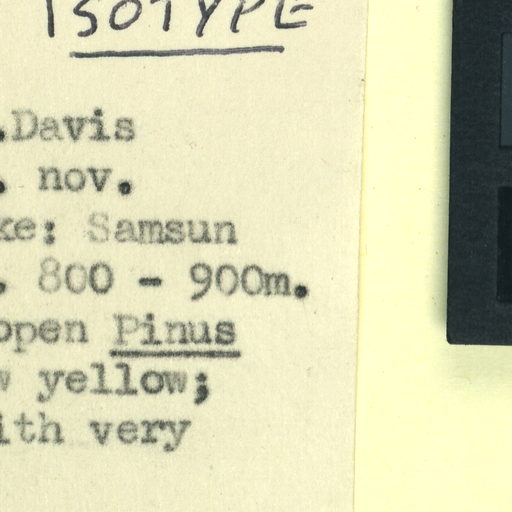 ISOTYPE
.Davis
. nov.
ke: Samsun
. 800 - 900m.
open Pinus
w yellow;
ith very